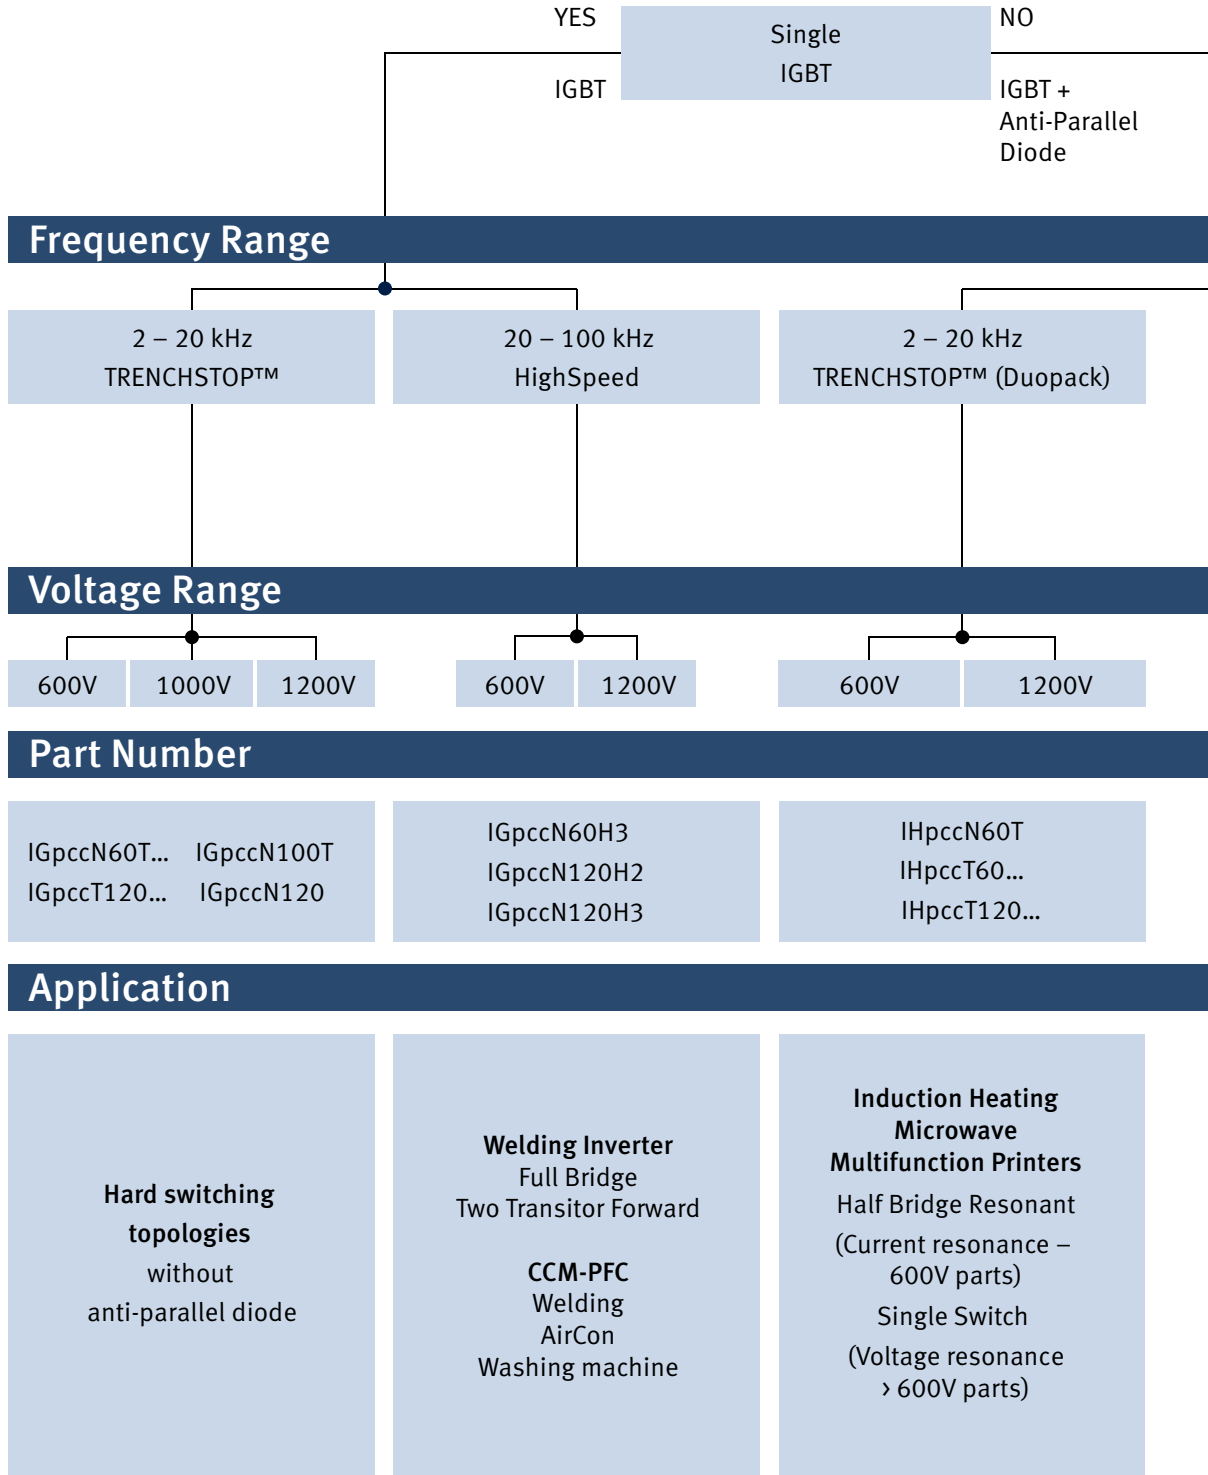 YES
Single
IGBT
NO
IGBT
IGBT +
Anti-Parallel
Diode
Frequency Range
2 – 20 kHz
TRENCHSTOP™
20 – 100 kHz
HighSpeed
2 – 20 kHz
TRENCHSTOP™ (Duopack)
Voltage Range
600V
1000V
1200V
600V
1200V
600V
1200V
Part Number
IGpccN60T... IGpccN100T
IGpccT120... IGpccN120
IGpccN60H3
IGpccN120H2
IGpccN120H3
IHpccN60T
IHpccT60...
IHpccT120...
Application
Hard switching
topologies
without
anti-parallel diode
Welding Inverter
Full Bridge
Two Transitor Forward
CCM-PFC
Welding
AirCon
Washing machine
Induction Heating
Microwave
Multifunction Printers
Half Bridge Resonant
(Current resonance –
600V parts)
Single Switch
(Voltage resonance
› 600V parts)